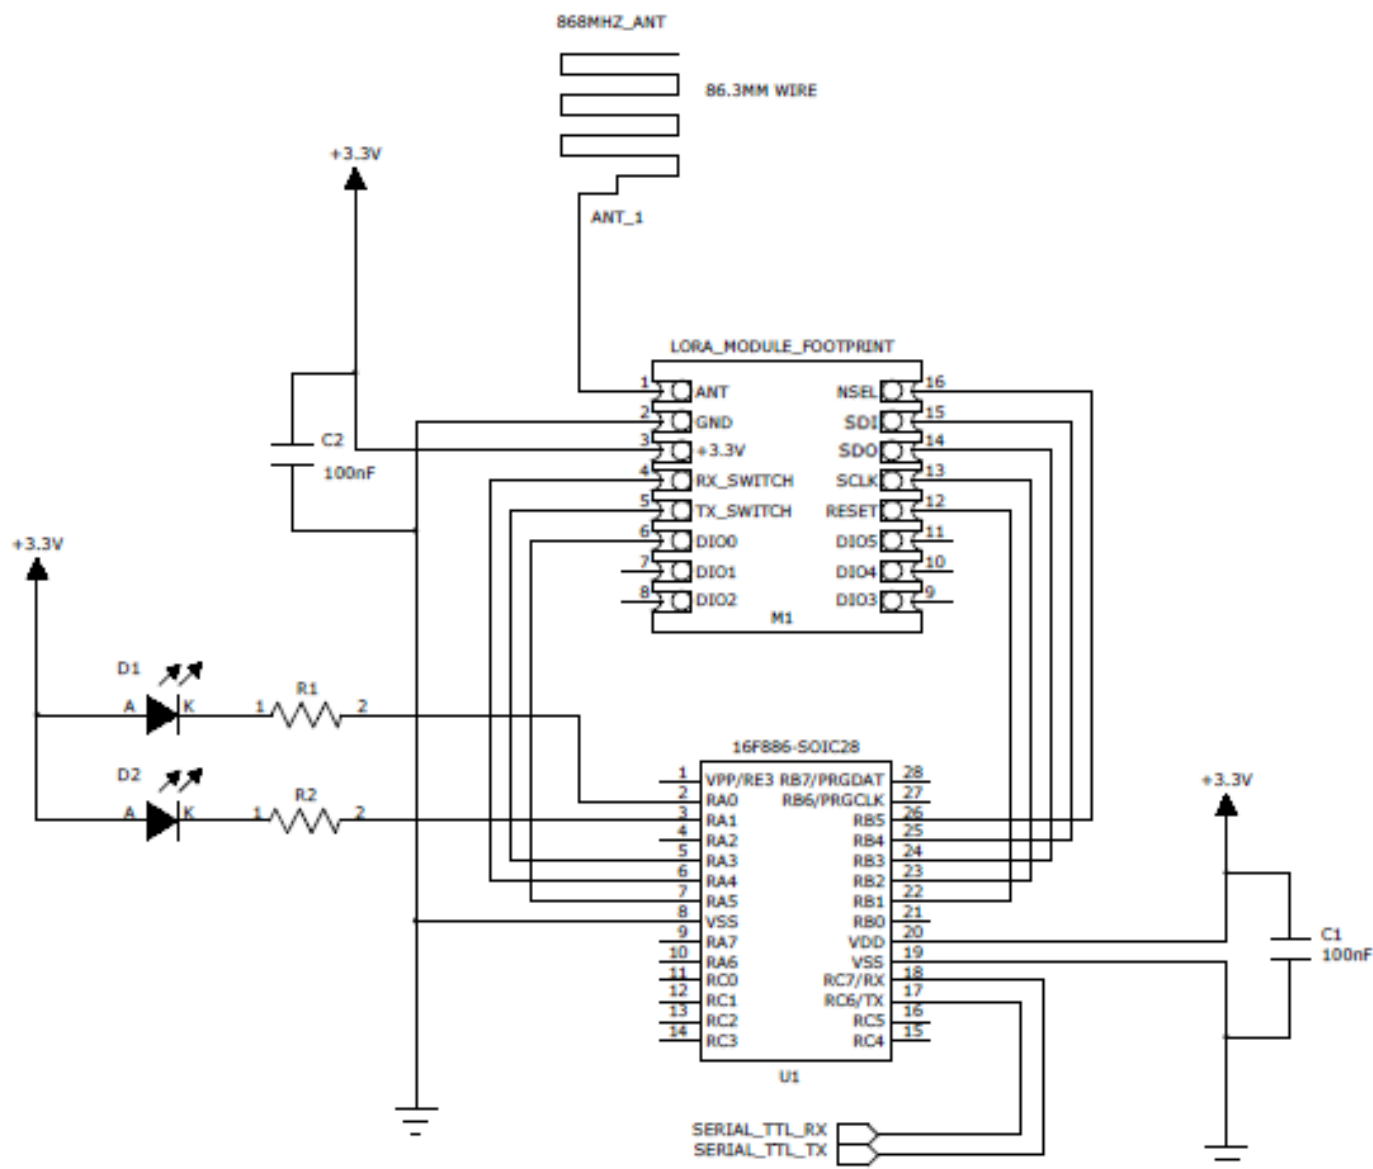 868MHZ_ANT
86.3MM WIRE
+3.3V
ANT_1
LORA_MODULE_FOOTPRINT
1 ANT NSEL 16
2 GND SDI 15
C2 3 +3.3V SDO 14
100nF 4 RX_SWITCH SCLK 13
5 TX_SWITCH RESET 12
+3.3V 6 DIO0 DIO5 11
7 DIO1 DIO4 10
8 DIO2 DIO3 9
M1
D1
R1
A K 1 2
16F886-SOIC28
D2
R2
A K 1 2
+3.3V
1 VPP/RE3 RB7/PRGDAT 28
2 RA0 RB6/PRGCLK 27
3 RA1 RB5 26
4 RA2 RB4 25
5 RA3 RB3 24
6 RA4 RB2 23
7 RA5 RB1 22
8 VSS RB0 21
9 RA7 VDD 20
10 RA6 VSS 19
11 RC0 RC7/RX 18
12 RC1 RC6/TX 17
13 RC2 RC5 16
14 RC3 RC4 15
C1
100nF
U1
SERIAL_TTL_RX
SERIAL_TTL_TX